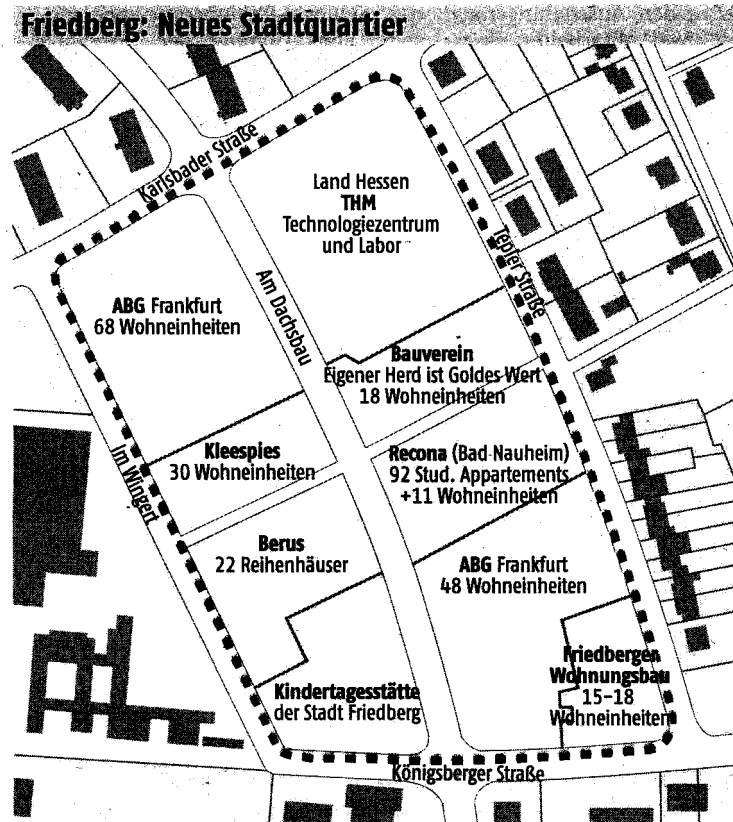 Friedberg: Neues Stadtquartier
Karlsbader Straße
Land Hessen
THM
Technologiezentrum
und Labor
Tepler Straße
Am Dachsbau
ABG Frankfurt
68 Wohneinheiten
Bauverein
Eigener Herd ist Goldes Wert
18 Wohneinheiten
Kleespies
30 Wohneinheiten
Recona (Bad Nauheim)
92 Stud. Appartements
+11 Wohneinheiten
Im Wingert
Berus
22 Reihenhäuser
ABG Frankfurt
48 Wohneinheiten
Friedberger
Wohnungsbau
15–18
Wohneinheiten
Kindertagesstätte
der Stadt Friedberg
Königsberger Straße